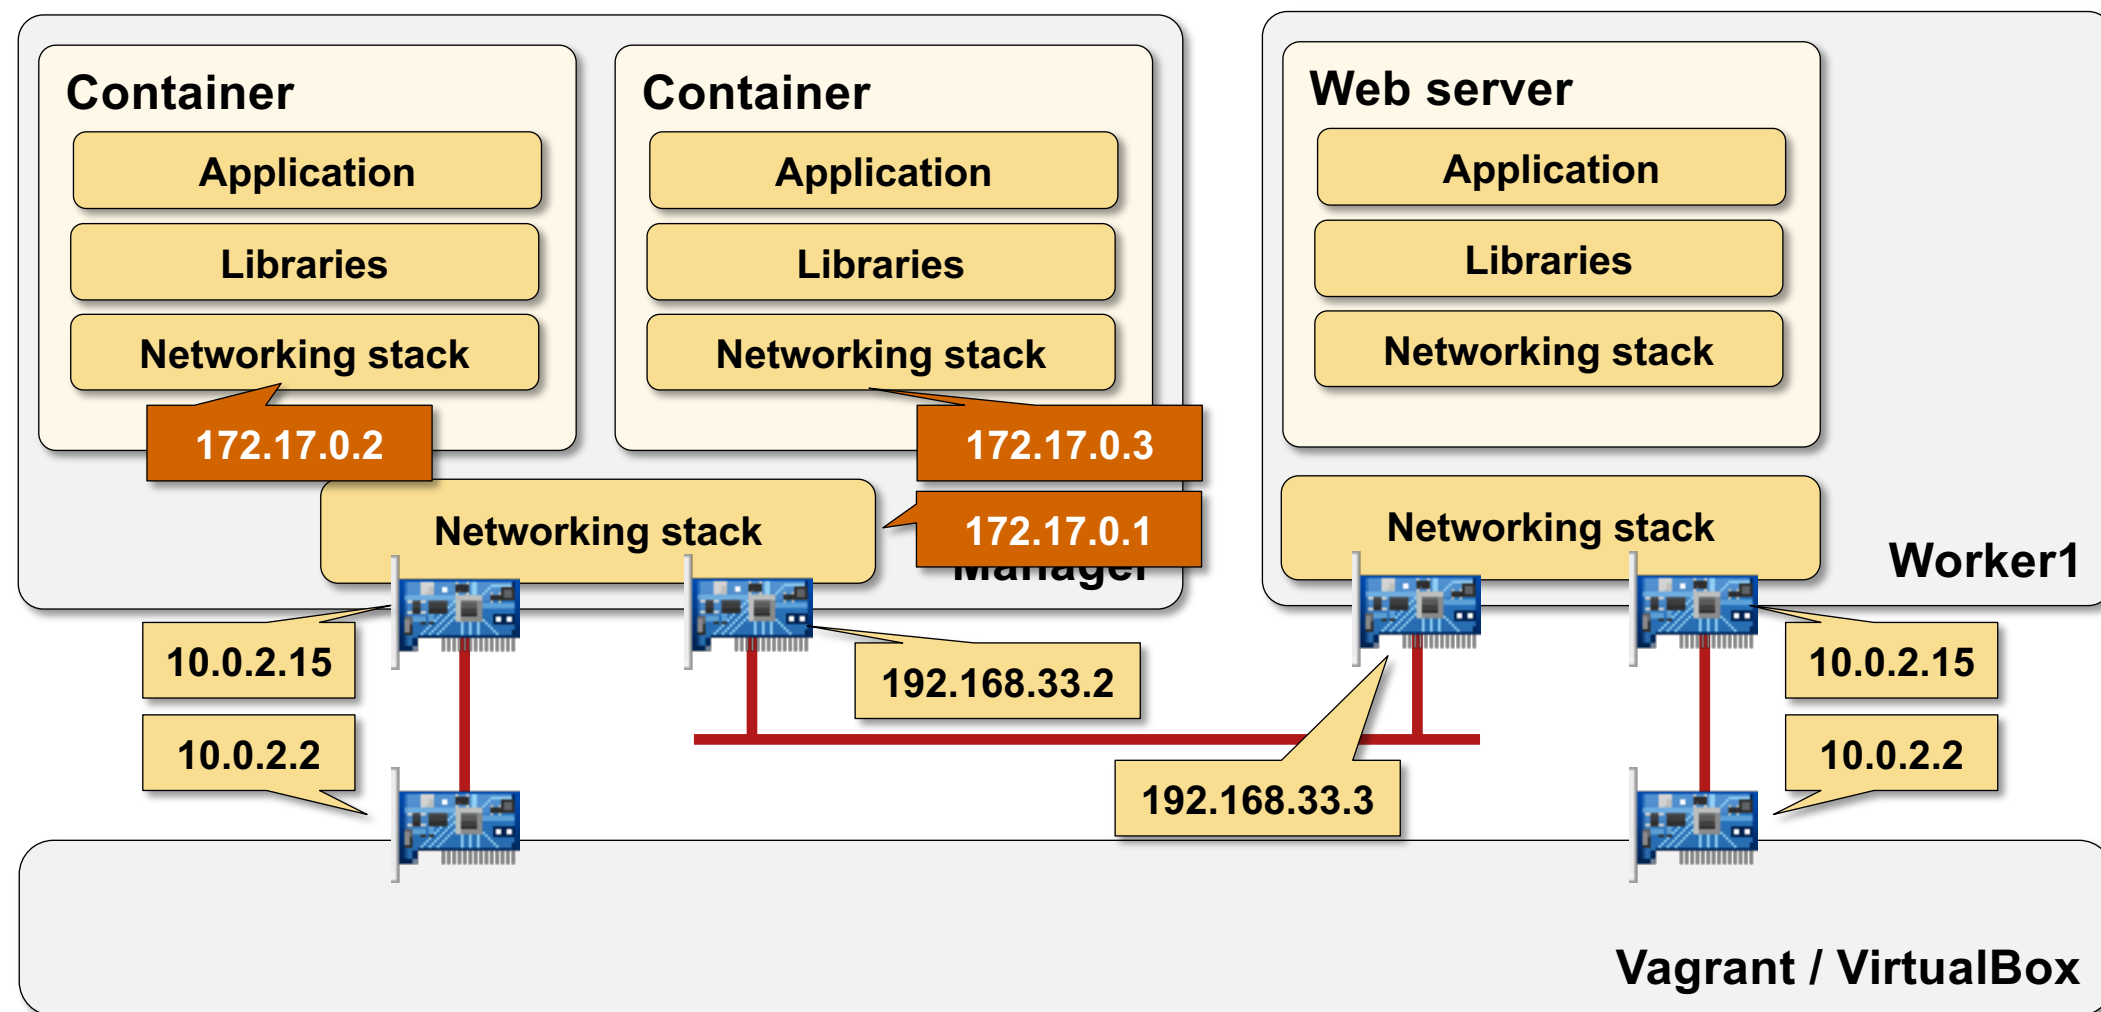 Container
Application
Libraries
Networking stack
172.17.0.2
Container
Application
Libraries
Networking stack
172.17.0.3
Networking stack
172.17.0.1
Manager
10.0.2.15
192.168.33.2
10.0.2.2
Web server
Application
Libraries
Networking stack
Networking stack
Worker1
10.0.2.15
192.168.33.3
10.0.2.2
Vagrant / VirtualBox